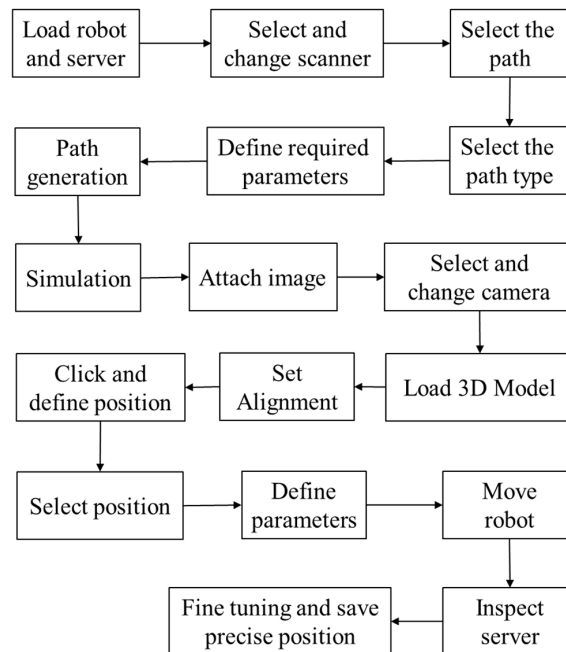 Load robot
and server
Select and
change scanner
Select the
path
Select the
path type
Define required
parameters
Path
generation
Simulation
Attach image
Select and
change camera
Load 3D Model
Set
Alignment
Click and
define position
Select position
Define
parameters
Move
robot
Inspect
server
Fine tuning and save
precise position